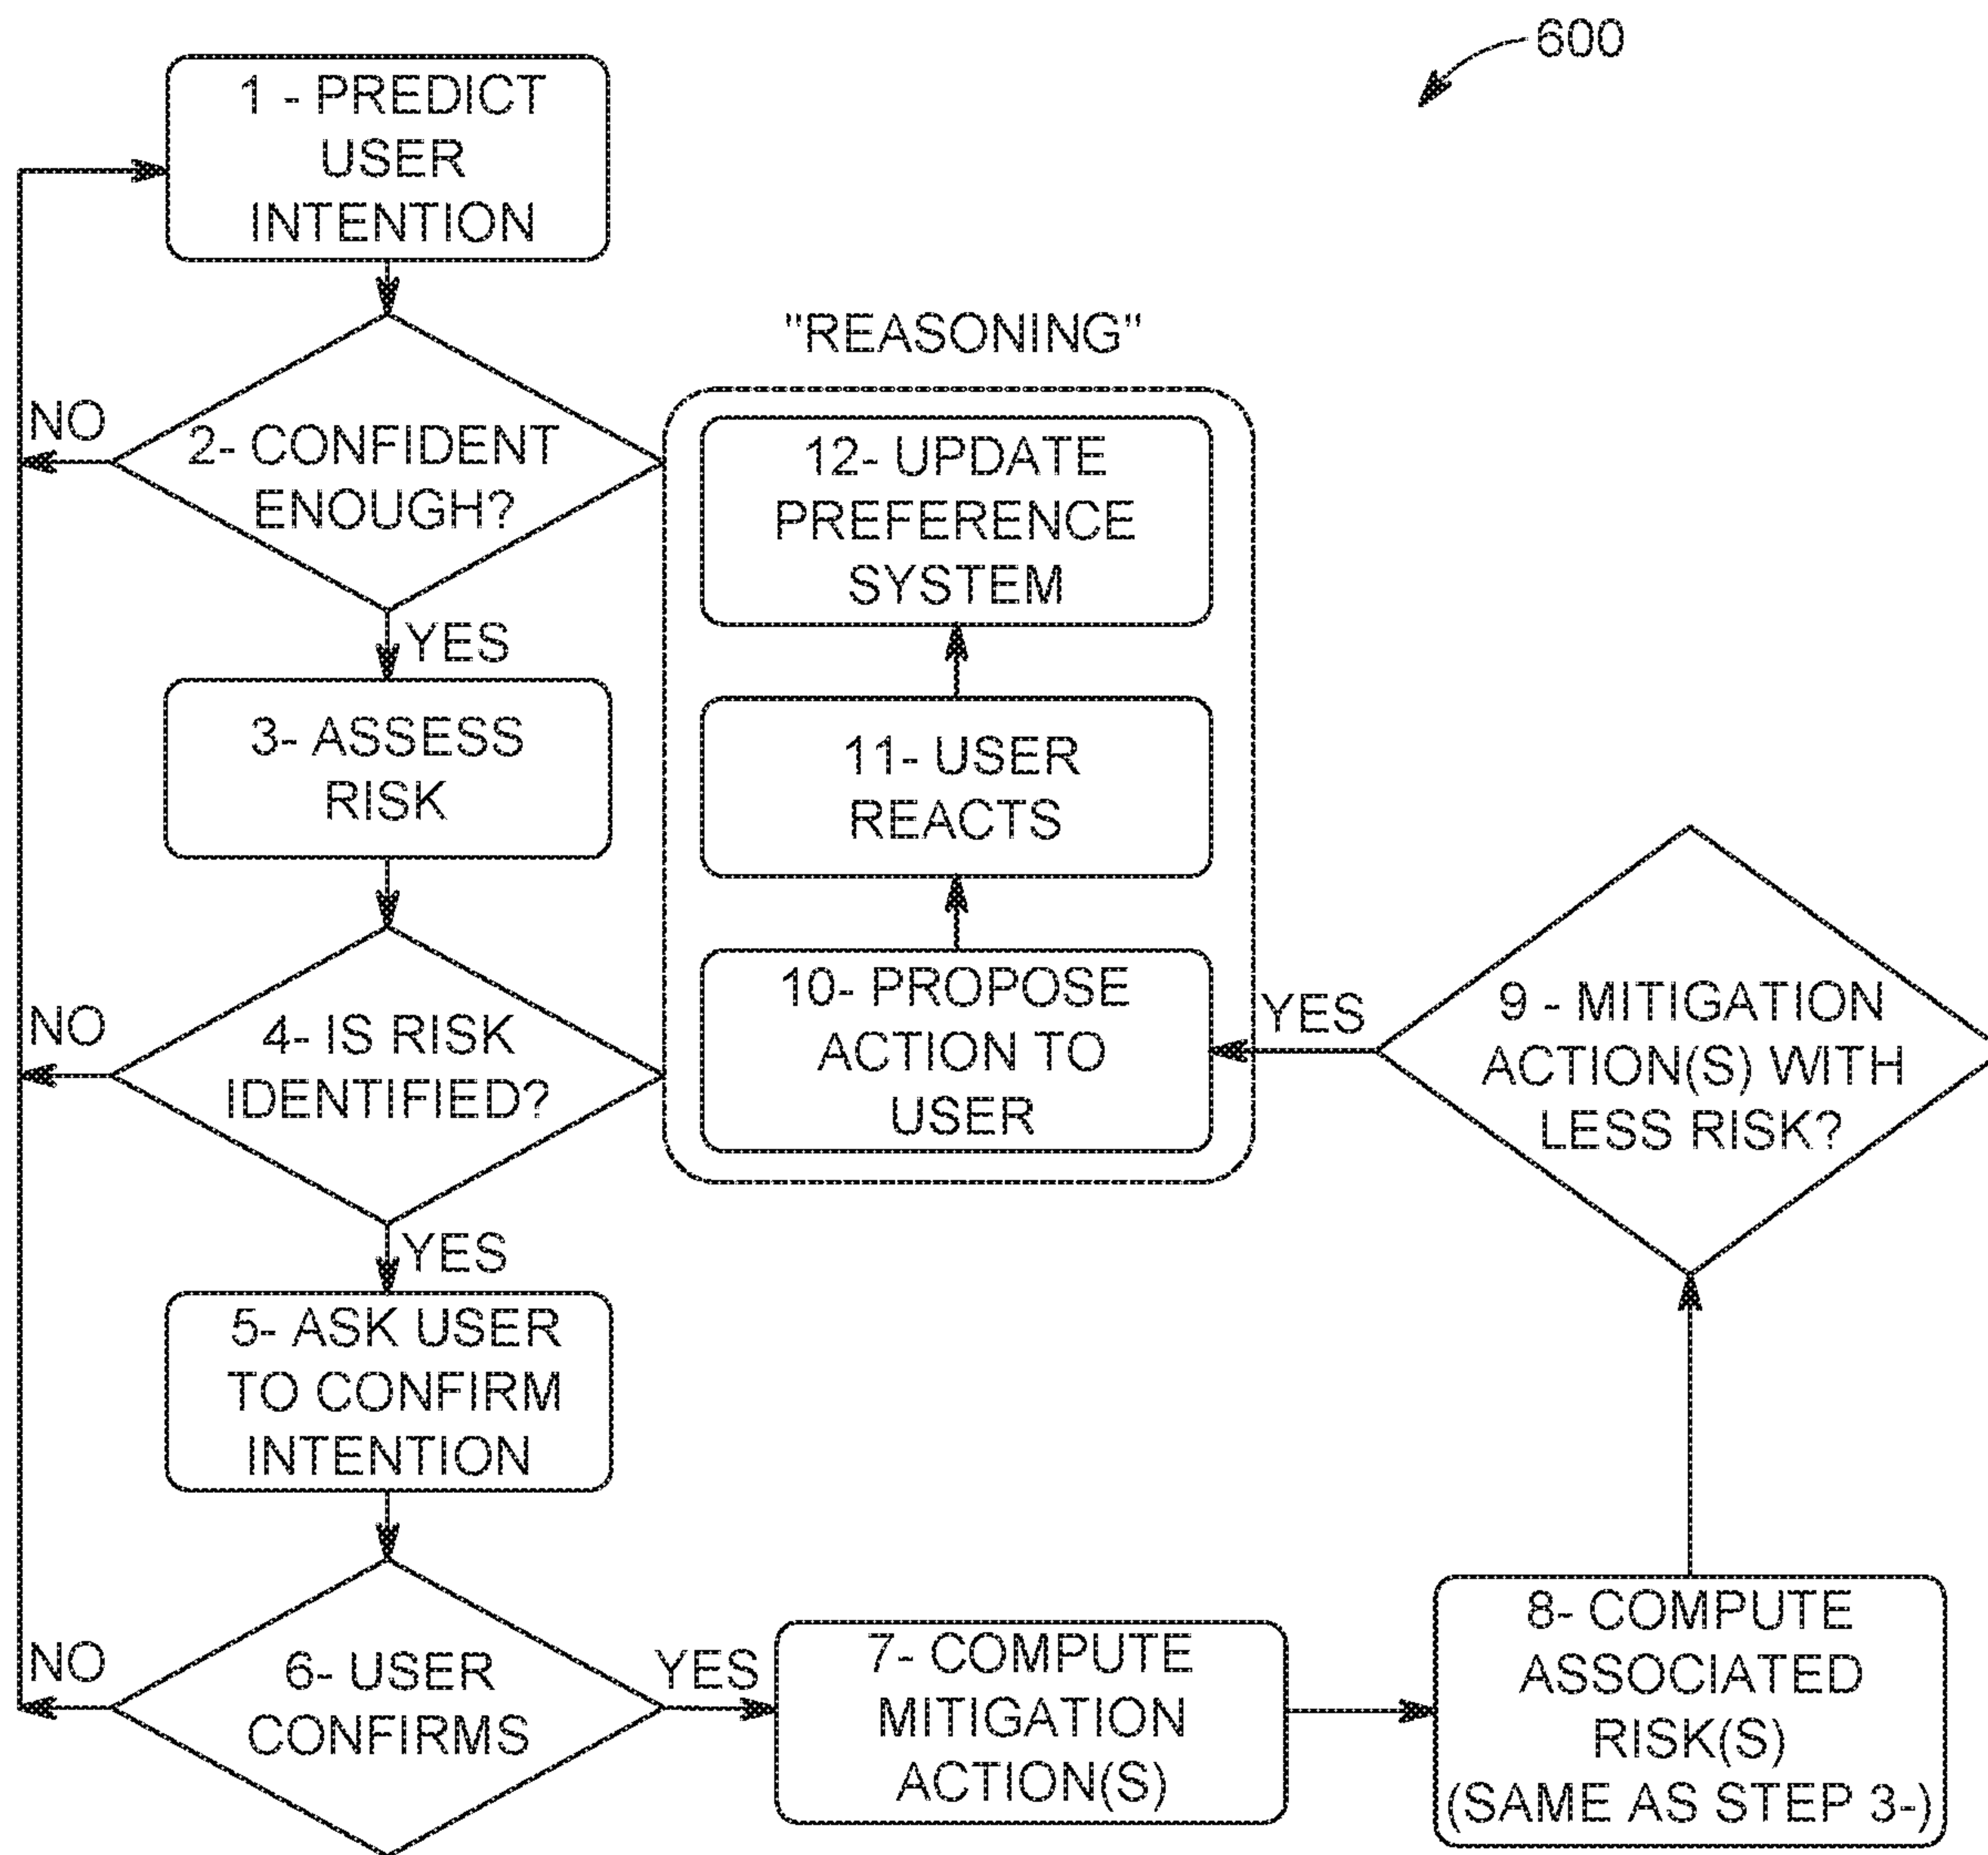 600
1 - PREDICT
USER
INTENTION
2- CONFIDENT
ENOUGH?
NO
YES
3- ASSESS
RISK
4- IS RISK
IDENTIFIED?
NO
YES
5- ASK USER
TO CONFIRM
INTENTION
6- USER
CONFIRMS
NO
YES
7- COMPUTE
MITIGATION
ACTION(S)
8- COMPUTE
ASSOCIATED
RISK(S)
(SAME AS STEP 3-)
9 - MITIGATION
ACTION(S) WITH
LESS RISK?
YES
"REASONING"
10- PROPOSE
ACTION TO
USER
11- USER
REACTS
12- UPDATE
PREFERENCE
SYSTEM